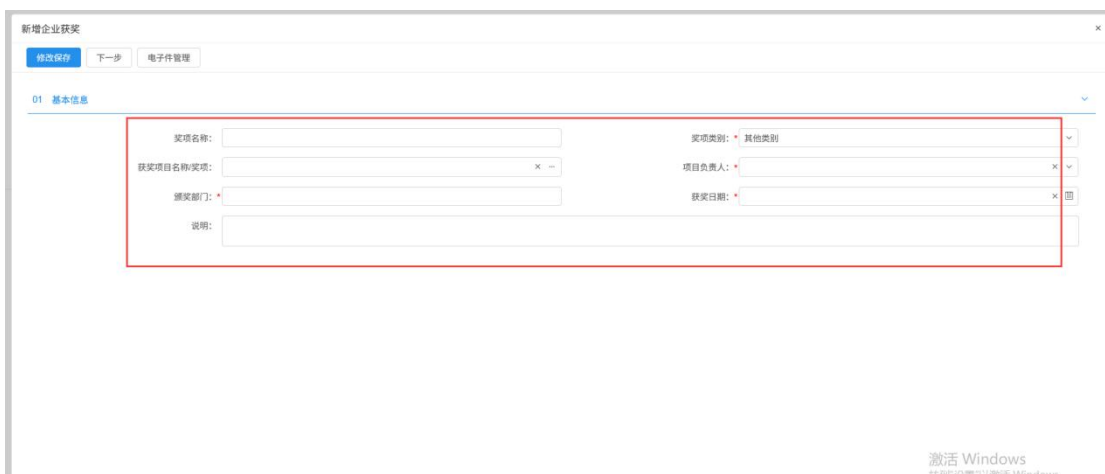 新增企业获奖
修改保存 下一步 电子件管理
01 基本信息
奖项名称: 奖项类别: * 其他类别
获奖项目名称/奖项: 项目负责人: *
颁奖部门: * 获奖日期: *
说明:
激活 Windows